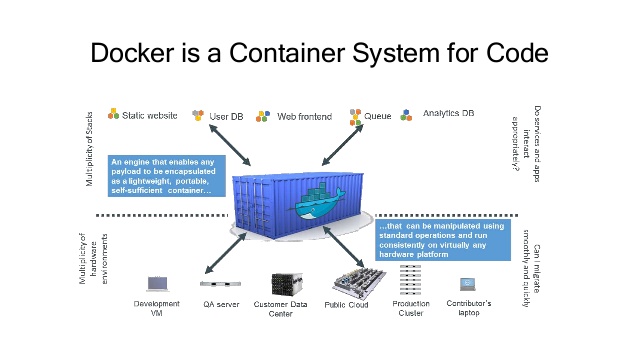 Docker is a Container System for Code
Static website
User DB
Web frontend
Queue
Analytics DB
Multiplicity of Stacks
Do services and apps
interact
appropriately?
An engine that enables any
payload to be encapsulated
as a lightweight, portable,
self-sufficient container…
…that can be manipulated using
standard operations and run
consistently on virtually any
hardware platform
Multiplicity of
hardware
environments
Can I migrate
smoothly and quickly
Development
VM
QA server
Customer Data
Center
Public Cloud
Production
Cluster
Contributor's
laptop